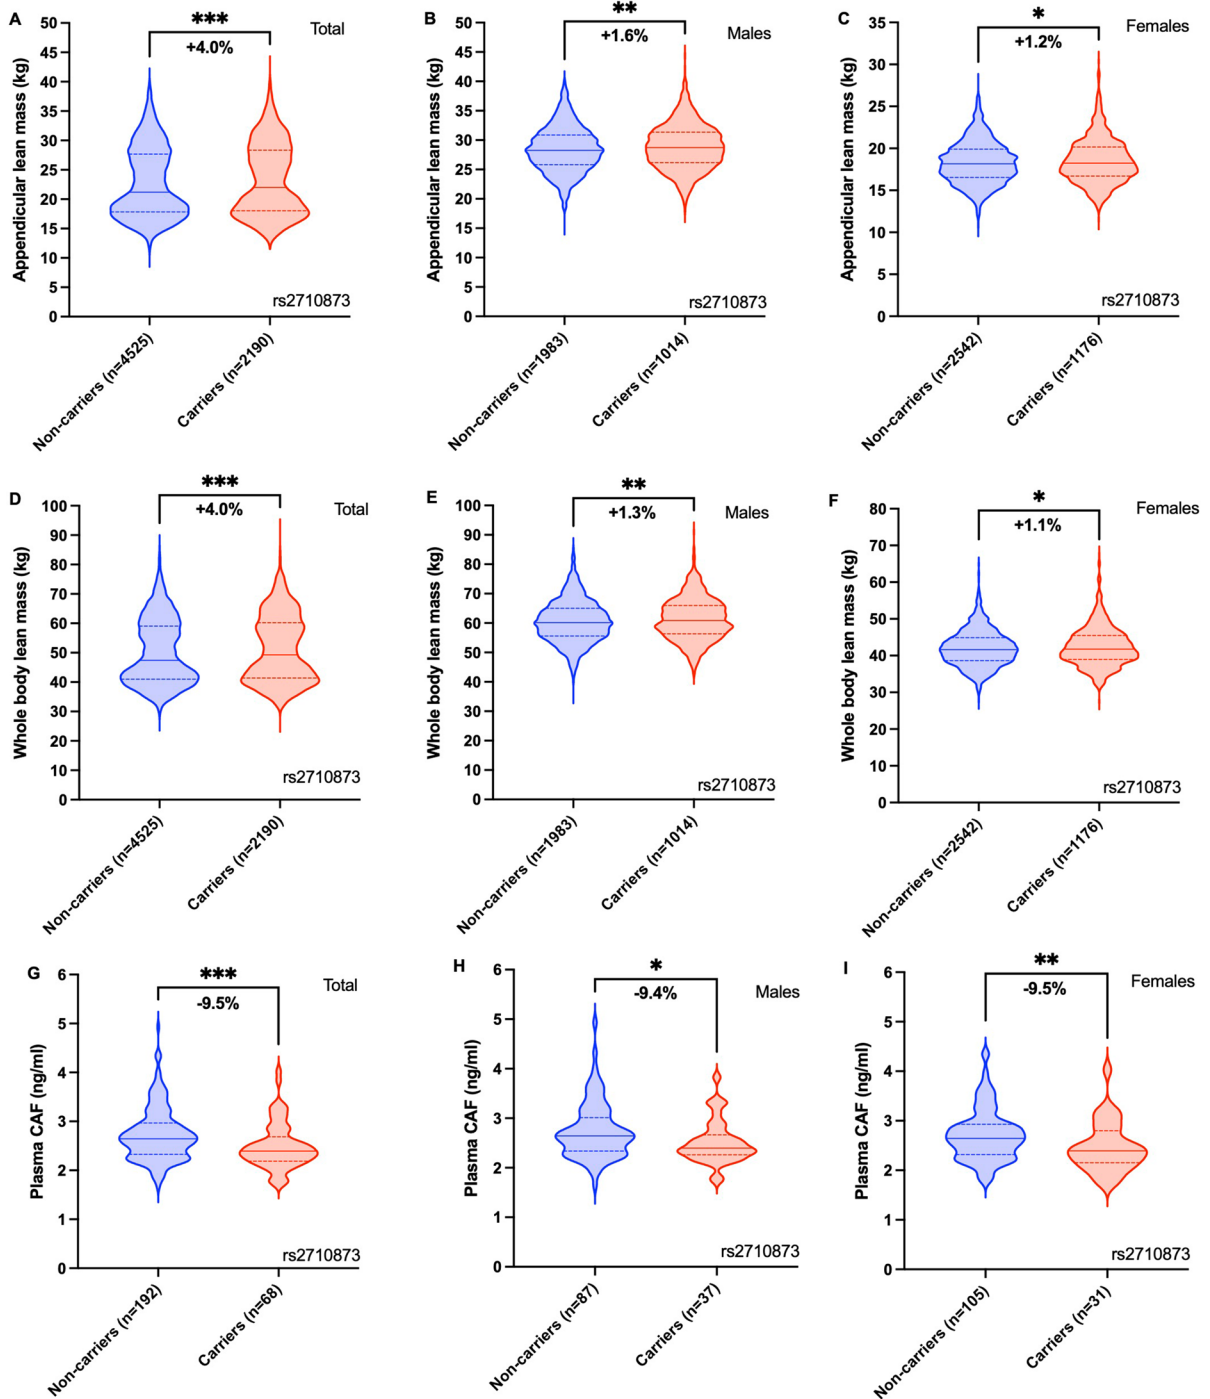 A
***
+4.0%
Total
Appendicular lean mass (kg)
50
45
40
35
30
25
20
15
10
5
0
rs2710873
Non-carriers (n=4525)
Carriers (n=2190)
B
**
+1.6%
Males
Appendicular lean mass (kg)
50
45
40
35
30
25
20
15
10
5
0
rs2710873
Non-carriers (n=1983)
Carriers (n=1014)
C
*
+1.2%
Females
Appendicular lean mass (kg)
35
30
25
20
15
10
5
0
rs2710873
Non-carriers (n=2542)
Carriers (n=1176)
D
***
+4.0%
Total
Whole body lean mass (kg)
100
90
80
70
60
50
40
30
20
10
0
rs2710873
Non-carriers (n=4525)
Carriers (n=2190)
E
**
+1.3%
Males
Whole body lean mass (kg)
100
90
80
70
60
50
40
30
20
10
0
rs2710873
Non-carriers (n=1983)
Carriers (n=1014)
F
*
+1.1%
Females
Whole body lean mass (kg)
80
70
60
50
40
30
20
10
0
rs2710873
Non-carriers (n=2542)
Carriers (n=1176)
G
***
-9.5%
Total
Plasma CAF (ng/ml)
6
5
4
3
2
1
0
rs2710873
Non-carriers (n=192)
Carriers (n=68)
H
*
-9.4%
Males
Plasma CAF (ng/ml)
6
5
4
3
2
1
0
rs2710873
Non-carriers (n=87)
Carriers (n=37)
I
**
-9.5%
Females
Plasma CAF (ng/ml)
6
5
4
3
2
1
0
rs2710873
Non-carriers (n=105)
Carriers (n=31)